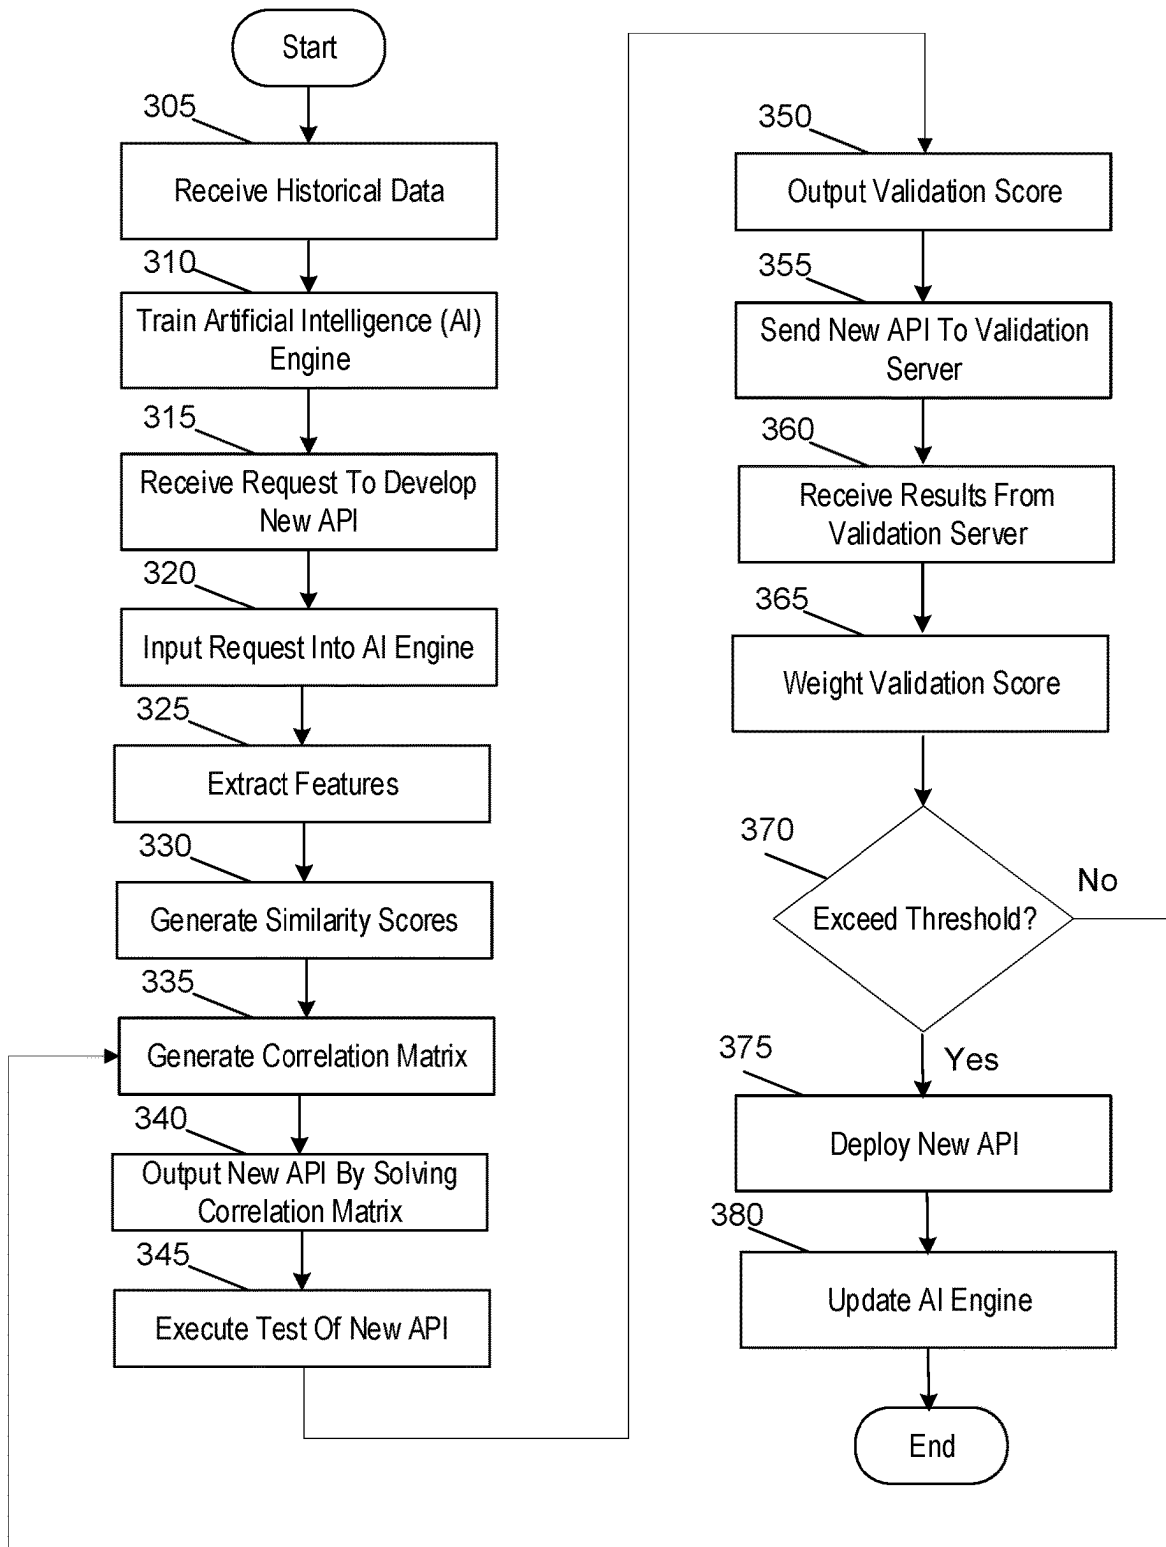 Start
305
Receive Historical Data
310
Train Artificial Intelligence (AI)
Engine
315
Receive Request To Develop
New API
320
Input Request Into AI Engine
325
Extract Features
330
Generate Similarity Scores
335
Generate Correlation Matrix
340
Output New API By Solving
Correlation Matrix
345
Execute Test Of New API
350
Output Validation Score
355
Send New API To Validation
Server
360
Receive Results From
Validation Server
365
Weight Validation Score
370
Exceed Threshold?
No
Yes
375
Deploy New API
380
Update AI Engine
End